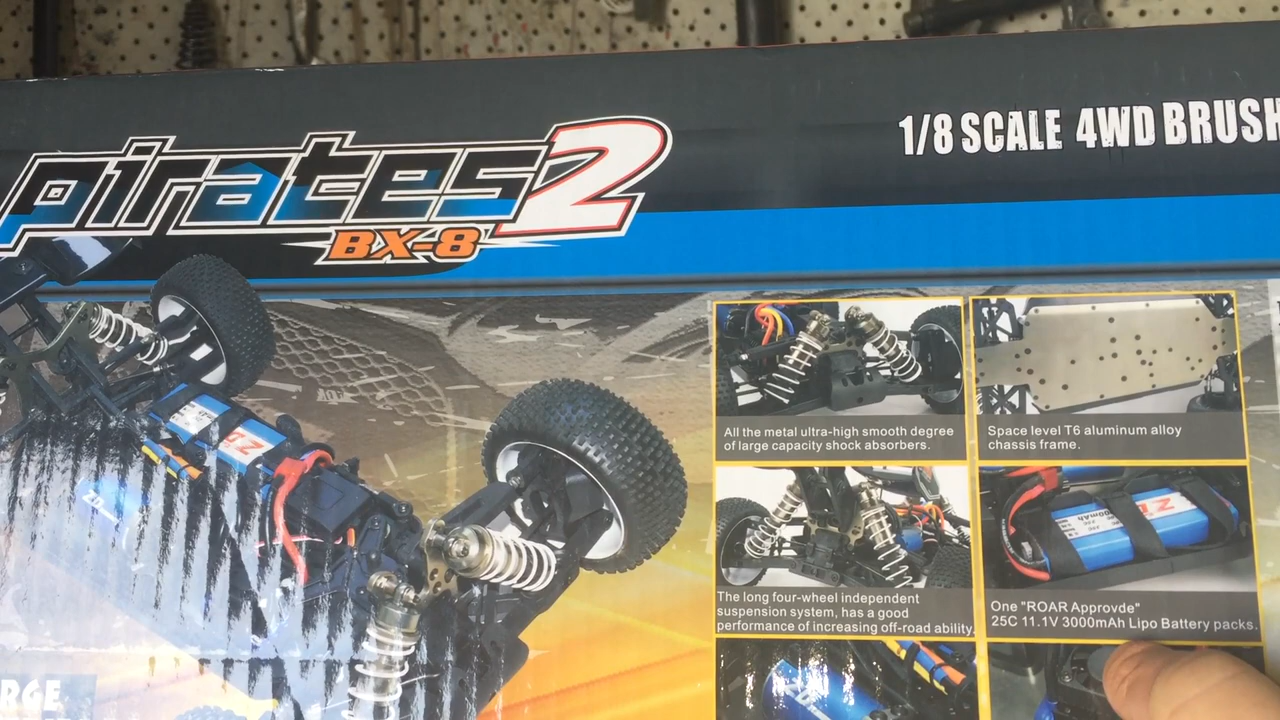 pirates2
BX-8
1/8 SCALE 4WD BRUSH
All the metal ultra-high smooth degree
of large capacity shock absorbers.
Space level T6 aluminum alloy
chassis frame.
The long four-wheel independent
suspension system, has a good
performance of increasing off-road ability.
One "ROAR Approvde"
25C 11.1V 3000mAh Lipo Battery packs.
RGE